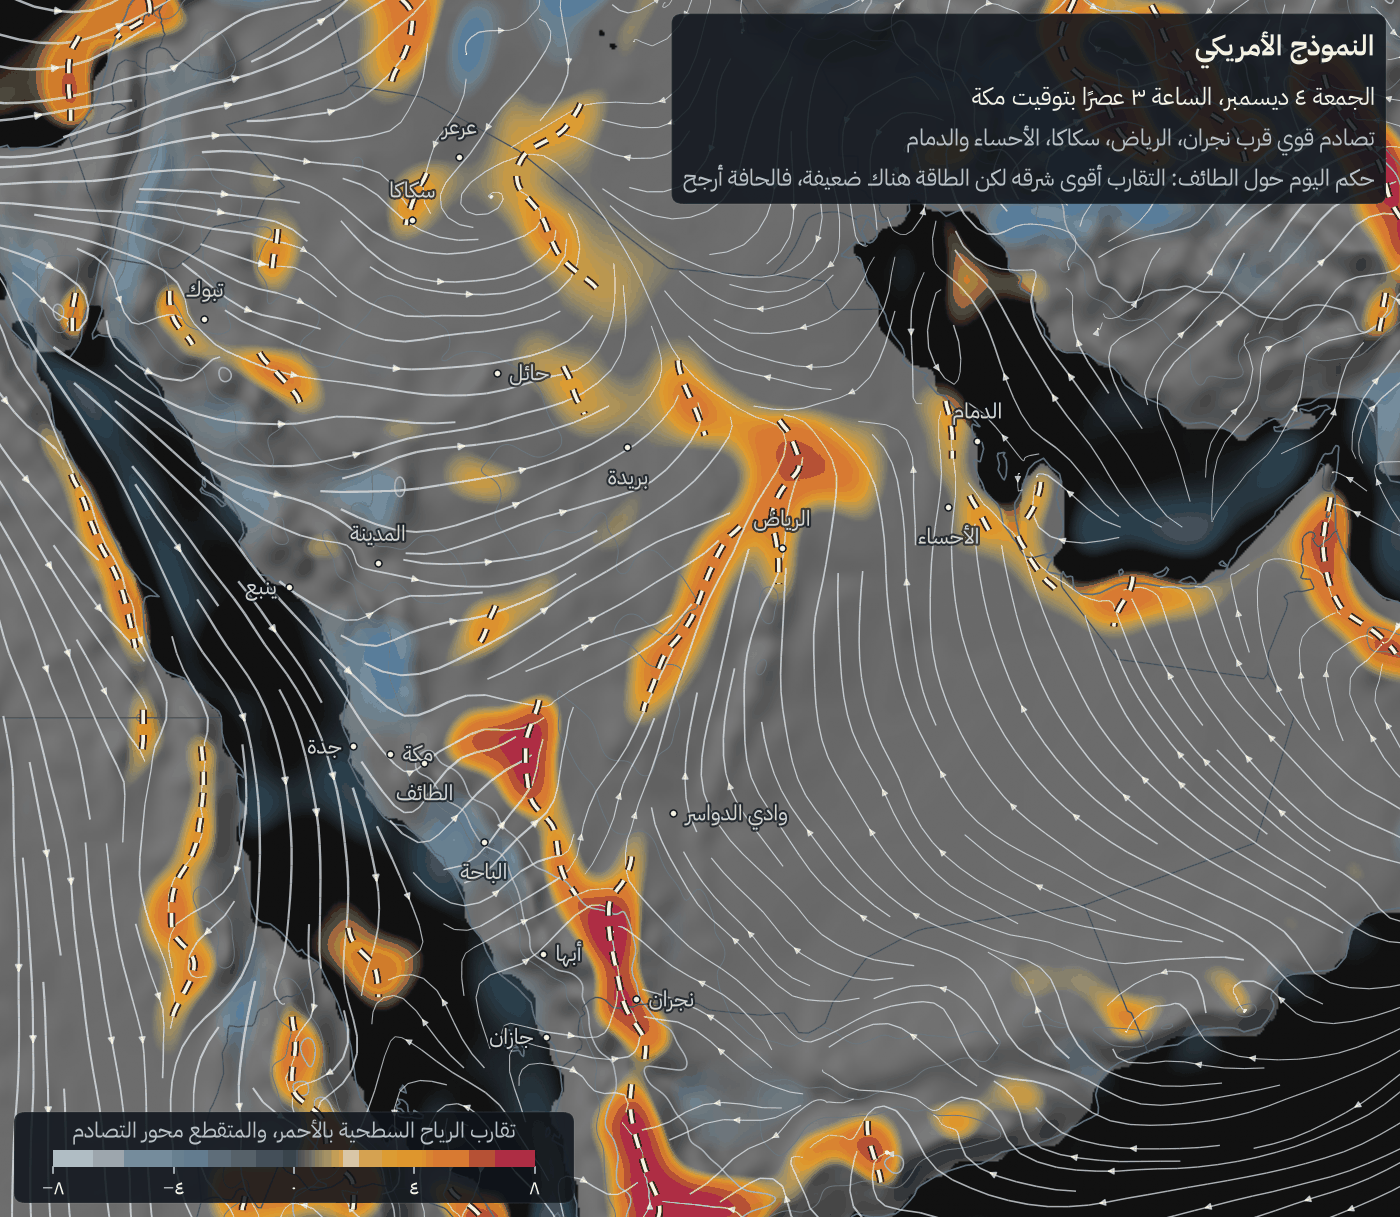 النموذج الأمريكي
الجمعة ٤ ديسمبر، الساعة ٣ عصرًا بتوقيت مكة
تصادم قوي قرب نجران، الرياض، سكاكا، الأحساء والدمام
حكم اليوم حول الطائف: التقارب أقوى شرقه لكن الطاقة هناك ضعيفة، فالحافة أرجح
عرعر
سكاكا
تبوك
حائل
الدمام
بريدة
الرياض
المدينة
الأحساء
ينبع
جدة
مكة
الطائف
وادي الدواسر
الباحة
أبها
نجران
جازان
تقارب الرياح السطحية بالأحمر، والمتقطع محور التصادم
−٨ −٤ ٠ ٤ ٨